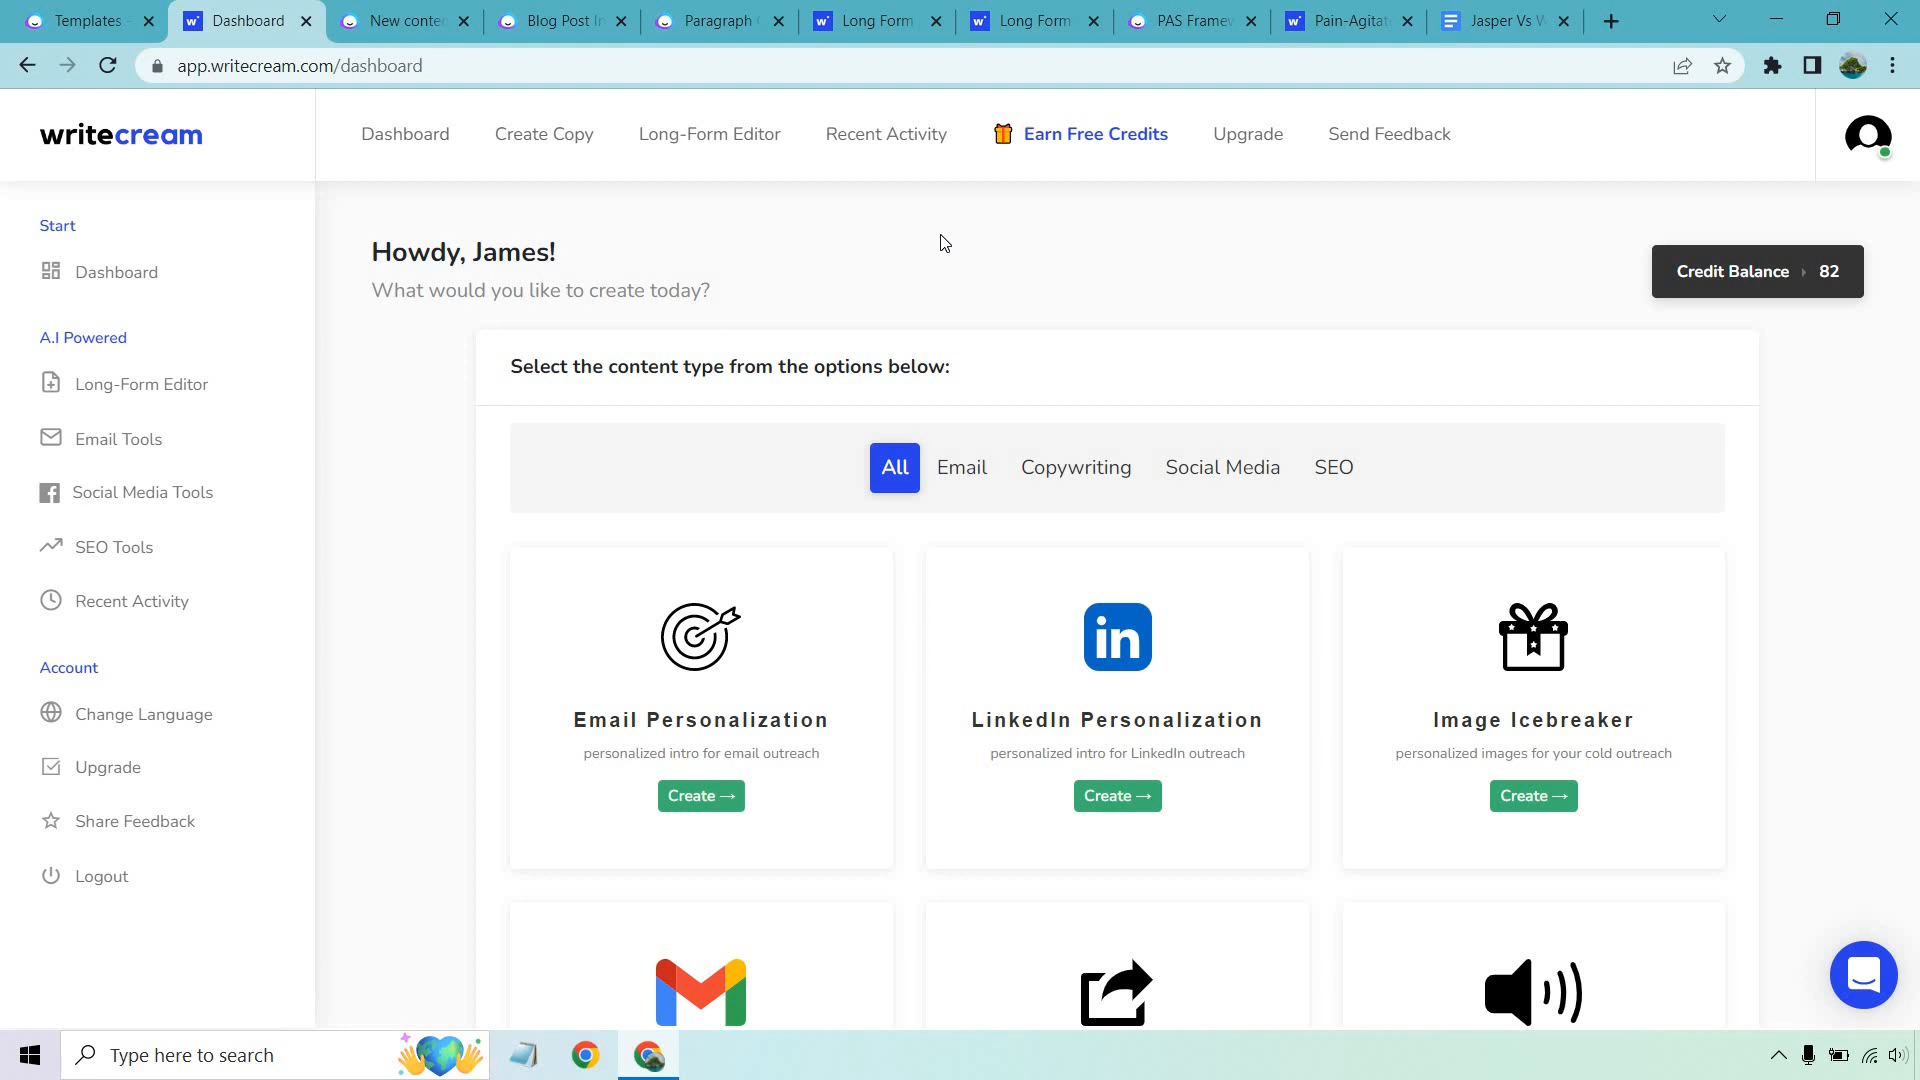 Templates -
Dashboard
New conte
Blog Post I
Paragraph
Long Form
Long Form
PAS Frame
Pain-Agitat
Jasper Vs
app.writecream.com/dashboard
writecream
Dashboard
Create Copy
Long-Form Editor
Recent Activity
Earn Free Credits
Upgrade
Send Feedback
Start
Dashboard
A.I Powered
Long-Form Editor
Email Tools
Social Media Tools
SEO Tools
Recent Activity
Account
Change Language
Upgrade
Share Feedback
Logout
Howdy, James!
What would you like to create today?
Credit Balance 82
Select the content type from the options below:
All
Email
Copywriting
Social Media
SEO
Email Personalization
personalized intro for email outreach
Create →
in
LinkedIn Personalization
personalized intro for LinkedIn outreach
Create →
Image Icebreaker
personalized images for your cold outreach
Create →
Type here to search